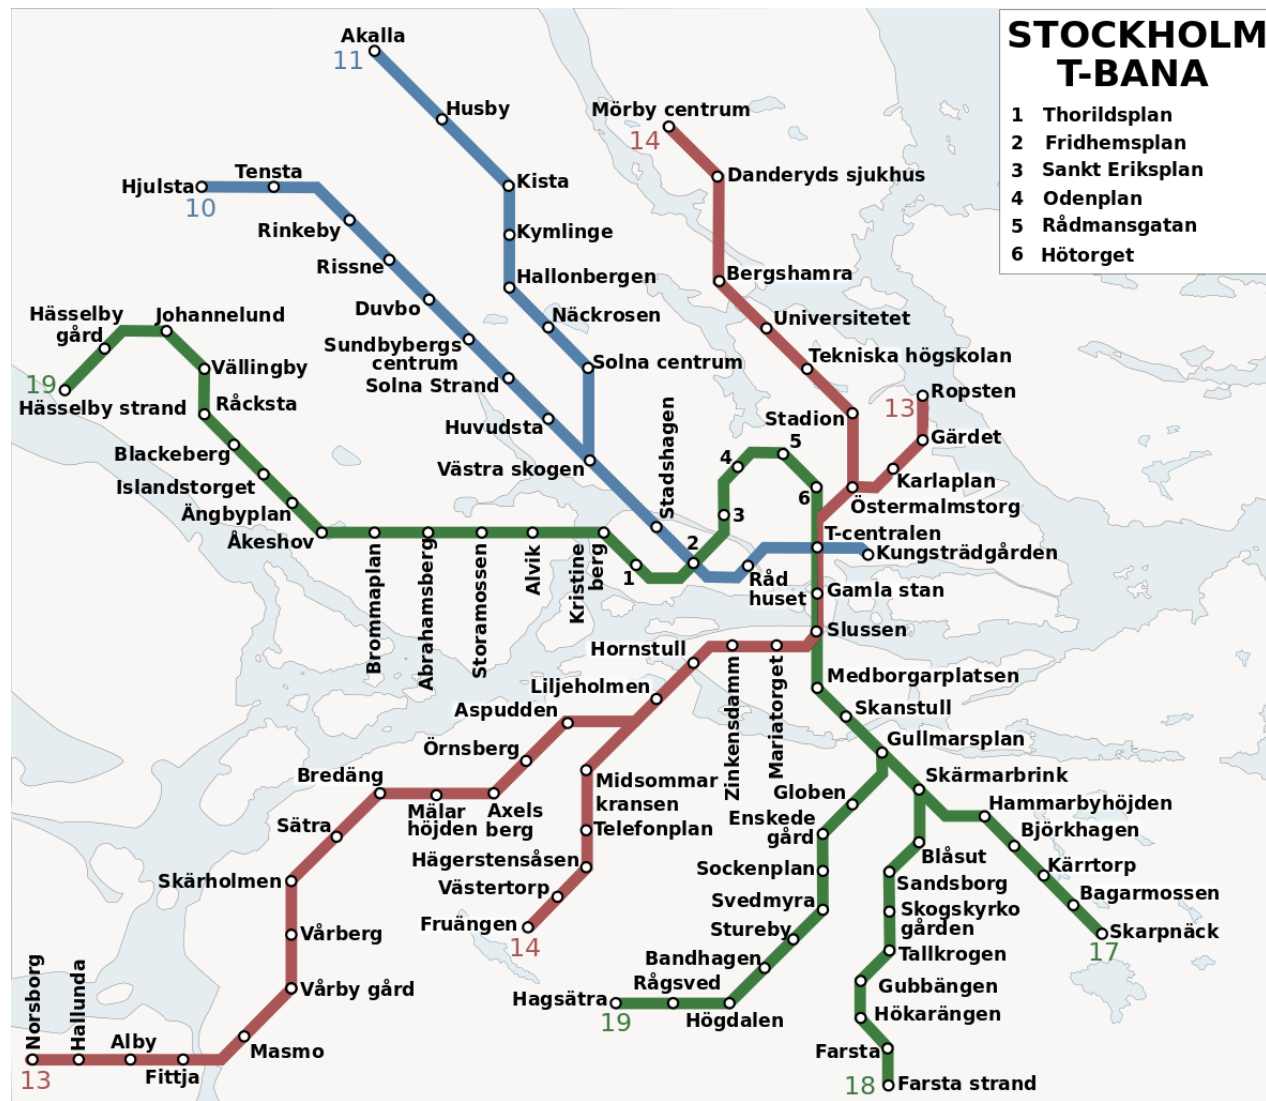 STOCKHOLM
T-BANA
1 Thorildsplan
2 Fridhemsplan
3 Sankt Eriksplan
4 Odenplan
5 Rådmansgatan
6 Hötorget
Akalla
11
Husby
Kista
Kymlinge
Hallonbergen
Näckrosen
Solna centrum
Hjulsta
10
Tensta
Rinkeby
Rissne
Duvbo
Sundbybergs
centrum
Solna Strand
Huvudsta
Västra skogen
Stadshagen
Råd
huset
T-centralen
Kungsträdgården
Mörby centrum
14
Danderyds sjukhus
Bergshamra
Universitetet
Tekniska högskolan
Stadion
Ropsten
13
Gärdet
Karlaplan
Östermalmstorg
Hässelby
gård
Johannelund
19
Hässelby strand
Vällingby
Råcksta
Blackeberg
Islandstorget
Ängbyplan
Åkeshov
Brommaplan
Abrahamsberg
Storamossen
Alvik
Kristine
berg
1
2
3
4
5
6
Gamla stan
Slussen
Medborgarplatsen
Skanstull
Gullmarsplan
Skärmarbrink
Hammarbyhöjden
Björkhagen
Kärrtorp
Bagarmossen
Skarpnäck
17
Blåsut
Sandsborg
Skogskyrko
gården
Tallkrogen
Gubbängen
Hökarängen
Farsta
18
Farsta strand
Globen
Enskede
gård
Sockenplan
Svedmyra
Stureby
Bandhagen
Högdalen
Rågsved
Hagsätra
19
Mariatorget
Zinkensdamm
Hornstull
Liljeholmen
Aspudden
Örnsberg
Axels
berg
Mälar
höjden
Bredäng
Sätra
Skärholmen
Vårberg
Vårby gård
Masmo
Fittja
Alby
Hallunda
Norsborg
13
Midsommar
kransen
Telefonplan
Hägerstensåsen
Västertorp
Fruängen
14